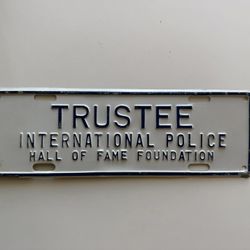 TRUSTEE
INTERNATIONAL POLICE
HALL OF FAME FOUNDATION